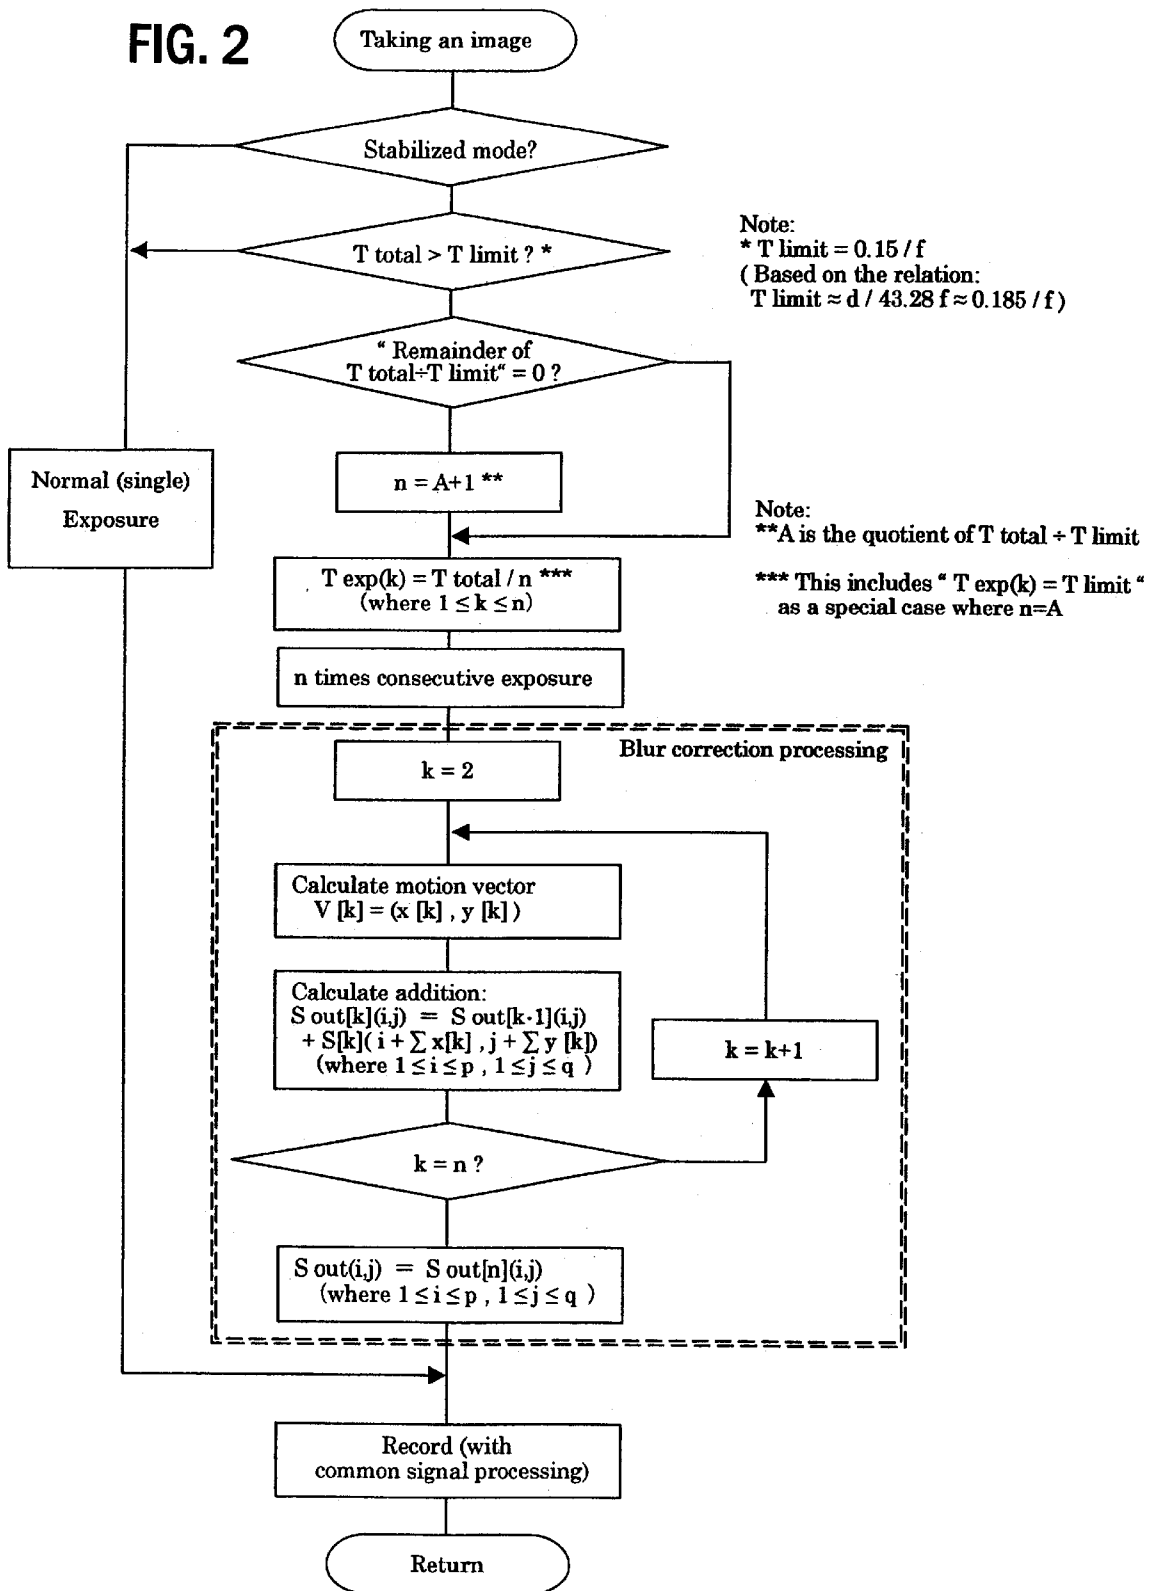 FIG. 2
Taking an image
Stabilized mode?
T total > T limit ? *
Note:
* T limit = 0.15 / f
( Based on the relation:
T limit ≈ d / 43.28 f ≈ 0.185 / f )
“ Remainder of
T total÷T limit“ = 0 ?
Normal (single)
Exposure
n = A+1 **
Note:
**A is the quotient of T total ÷ T limit
*** This includes “ T exp(k) = T limit “
as a special case where n=A
T exp(k) = T total / n ***
(where 1 ≤ k ≤ n)
n times consecutive exposure
Blur correction processing
k = 2
Calculate motion vector
V [k] = (x [k] , y [k] )
Calculate addition:
S out[k](i,j) = S out[k-1](i,j)
+ S[k]( i + ∑ x[k] , j + ∑ y [k])
(where 1 ≤ i ≤ p , 1 ≤ j ≤ q )
k = k+1
k = n ?
S out(i,j) = S out[n](i,j)
(where 1 ≤ i ≤ p , 1 ≤ j ≤ q )
Record (with
common signal processing)
Return